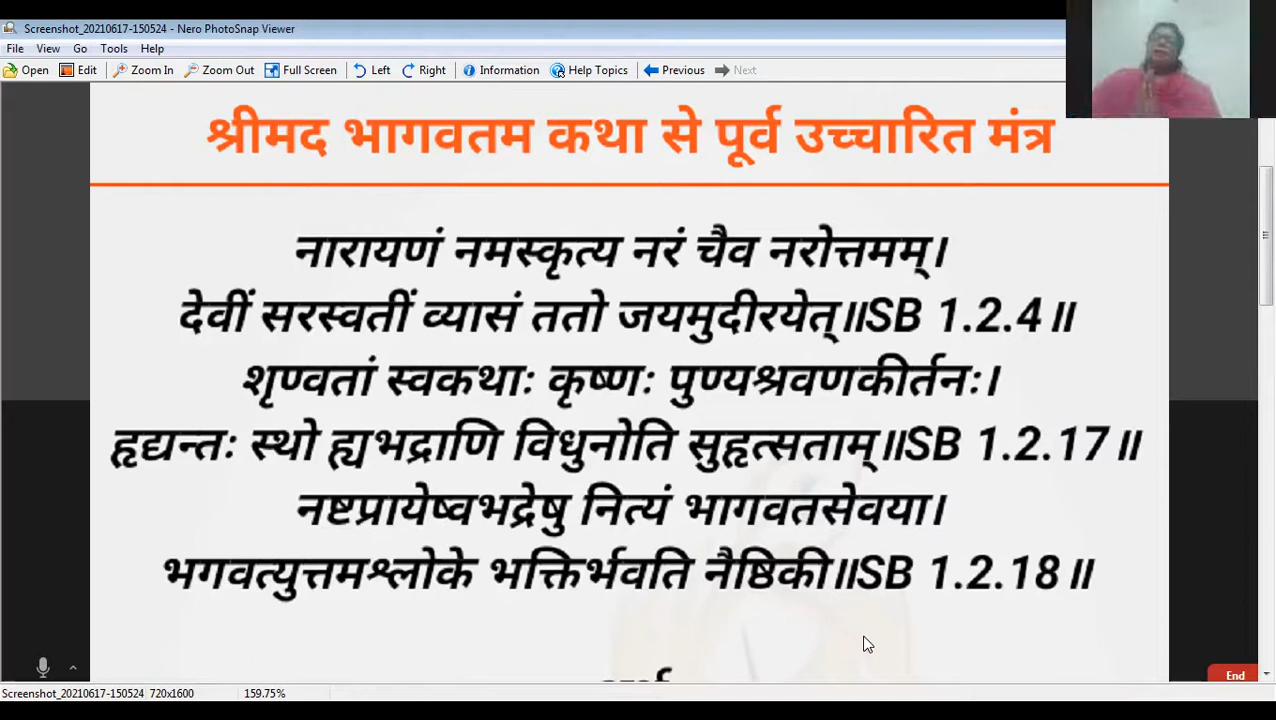 Screenshot_20210617-150524 - Nero PhotoSnap Viewer
File View Go Tools Help
Open Edit Zoom In Zoom Out Full Screen Left Right Information Help Topics Previous Next
श्रीमद भागवतम कथा से पूर्व उच्चारित मंत्र
नारायणं नमस्कृत्य नरं चैव नरोत्तमम्।
देवीं सरस्वतीं व्यासं ततो जयमुदीरयेत्॥SB 1.2.4॥
शृण्वतां स्वकथाः कृष्णः पुण्यश्रवणकीर्तनः।
हृद्यन्तः स्थो ह्यभद्राणि विधुनोति सुहृत्सताम्॥SB 1.2.17॥
नष्टप्रायेष्वभद्रेषु नित्यं भागवतसेवया।
भगवत्युत्तमश्लोके भक्तिर्भवति नैष्ठिकी॥SB 1.2.18॥
End
Screenshot_20210617-150524 720x1600 159.75%